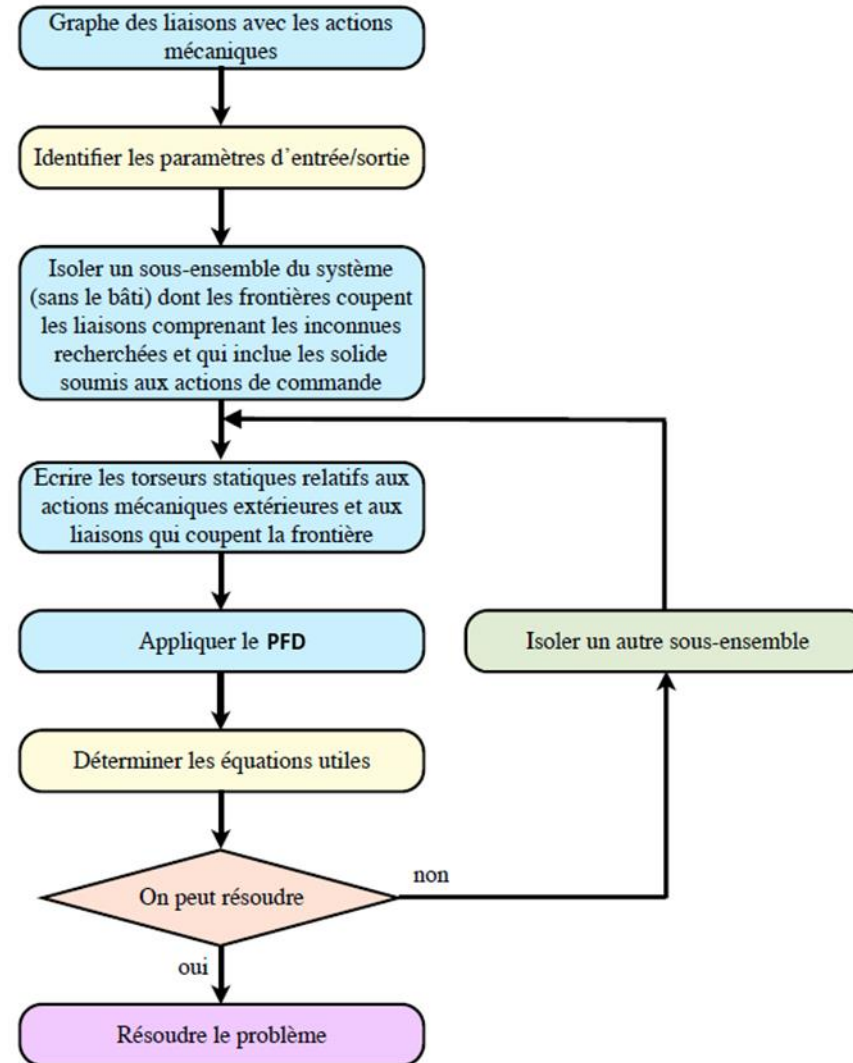 Graphe des liaisons avec les actions
mécaniques
Identifier les paramètres d'entrée/sortie
Isoler un sous-ensemble du système
(sans le bâti) dont les frontières coupent
les liaisons comprenant les inconnues
recherchées et qui inclue les solide
soumis aux actions de commande
Ecrire les torseurs statiques relatifs aux
actions mécaniques extérieures et aux
liaisons qui coupent la frontière
Appliquer le PFD
Isoler un autre sous-ensemble
Déterminer les équations utiles
On peut résoudre
non
oui
Résoudre le problème